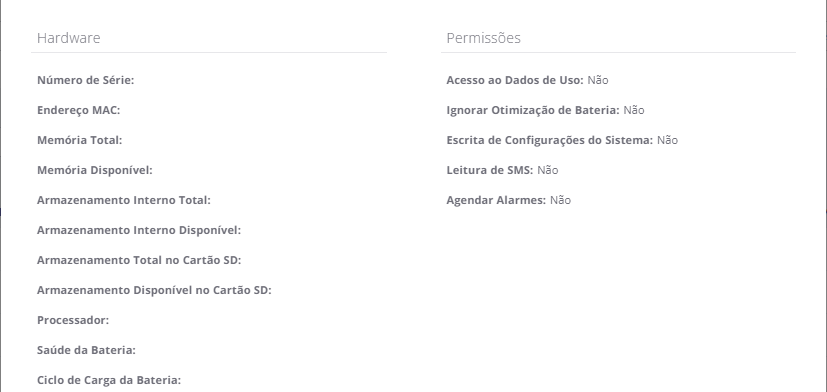 Hardware
Número de Série:
Endereço MAC:
Memória Total:
Memória Disponível:
Armazenamento Interno Total:
Armazenamento Interno Disponível:
Armazenamento Total no Cartão SD:
Armazenamento Disponível no Cartão SD:
Processador:
Saúde da Bateria:
Ciclo de Carga da Bateria:
Permissões
Acesso ao Dados de Uso: Não
Ignorar Otimização de Bateria: Não
Escrita de Configurações do Sistema: Não
Leitura de SMS: Não
Agendar Alarmes: Não